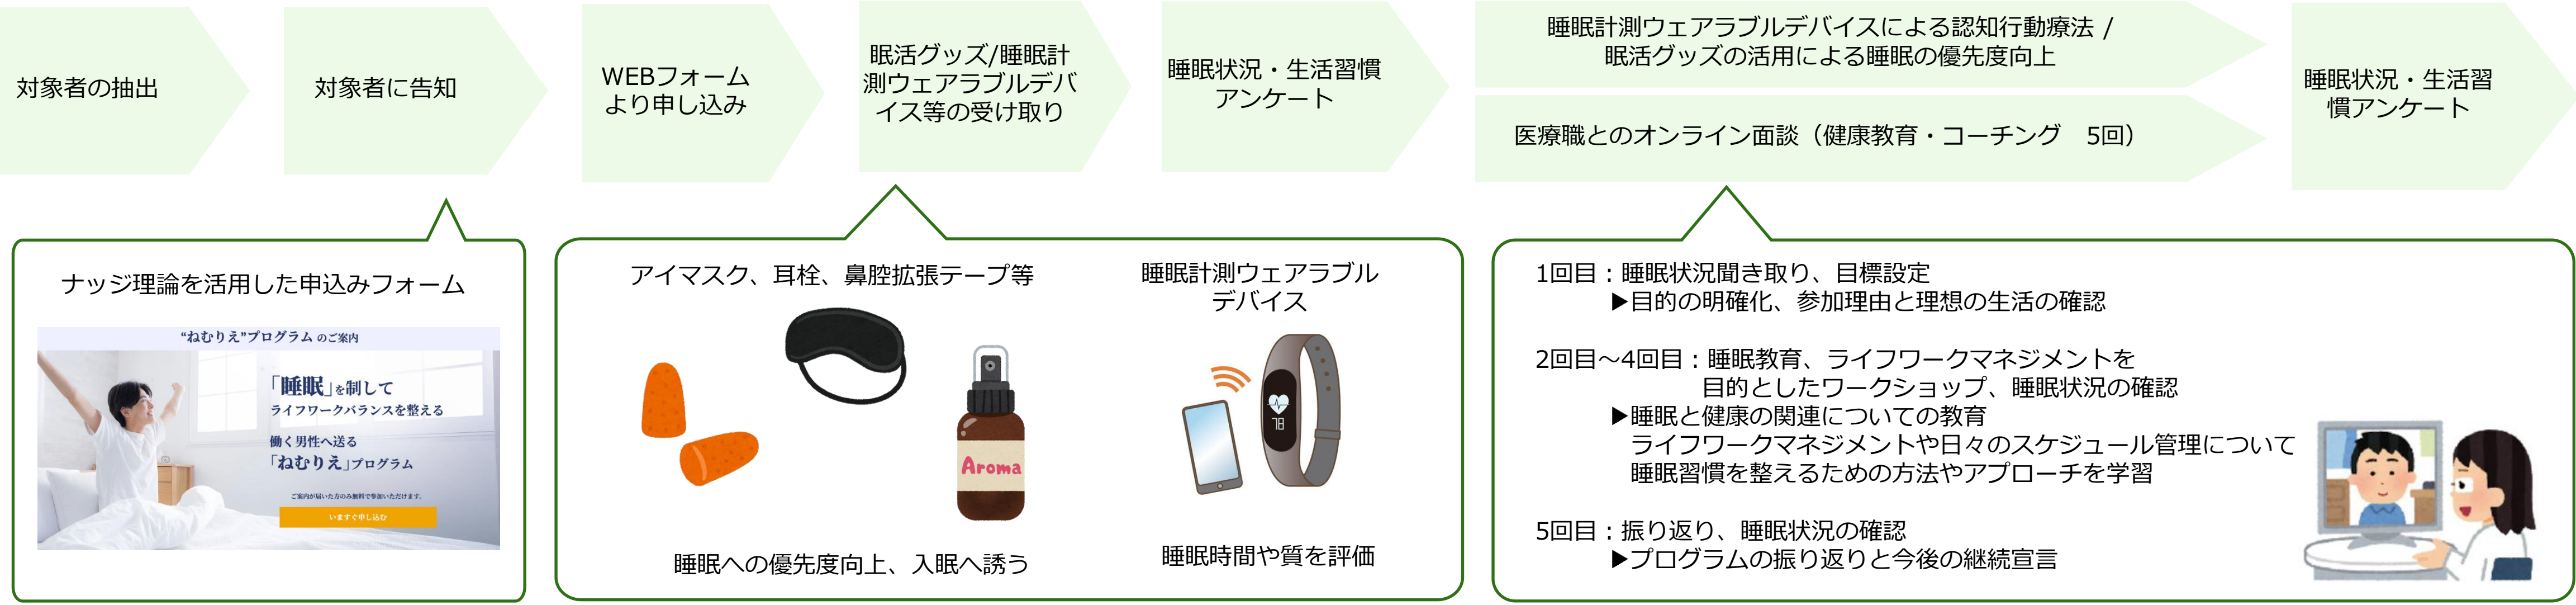 対象者の抽出
対象者に告知
WEBフォーム
より申し込み
眠活グッズ/睡眠計
測ウェアラブルデバ
イス等の受け取り
睡眠状況・生活習慣
アンケート
睡眠計測ウェアラブルデバイスによる認知行動療法 /
眠活グッズの活用による睡眠の優先度向上
医療職とのオンライン面談（健康教育・コーチング　5回）
睡眠状況・生活習
慣アンケート
ナッジ理論を活用した申込みフォーム
“ねむりえ”プログラム のご案内
「睡眠」を制して
ライフワークバランスを整える
働く男性へ送る
「ねむりえ」プログラム
ご案内が届いた方のみ無料で参加いただけます。
いますぐ申し込む
アイマスク、耳栓、鼻腔拡張テープ等
Aroma
睡眠への優先度向上、入眠へ誘う
睡眠計測ウェアラブル
デバイス
78
睡眠時間や質を評価
1回目：睡眠状況聞き取り、目標設定
▶目的の明確化、参加理由と理想の生活の確認
2回目～4回目：睡眠教育、ライフワークマネジメントを
目的としたワークショップ、睡眠状況の確認
▶睡眠と健康の関連についての教育
ライフワークマネジメントや日々のスケジュール管理について
睡眠習慣を整えるための方法やアプローチを学習
5回目：振り返り、睡眠状況の確認
▶プログラムの振り返りと今後の継続宣言